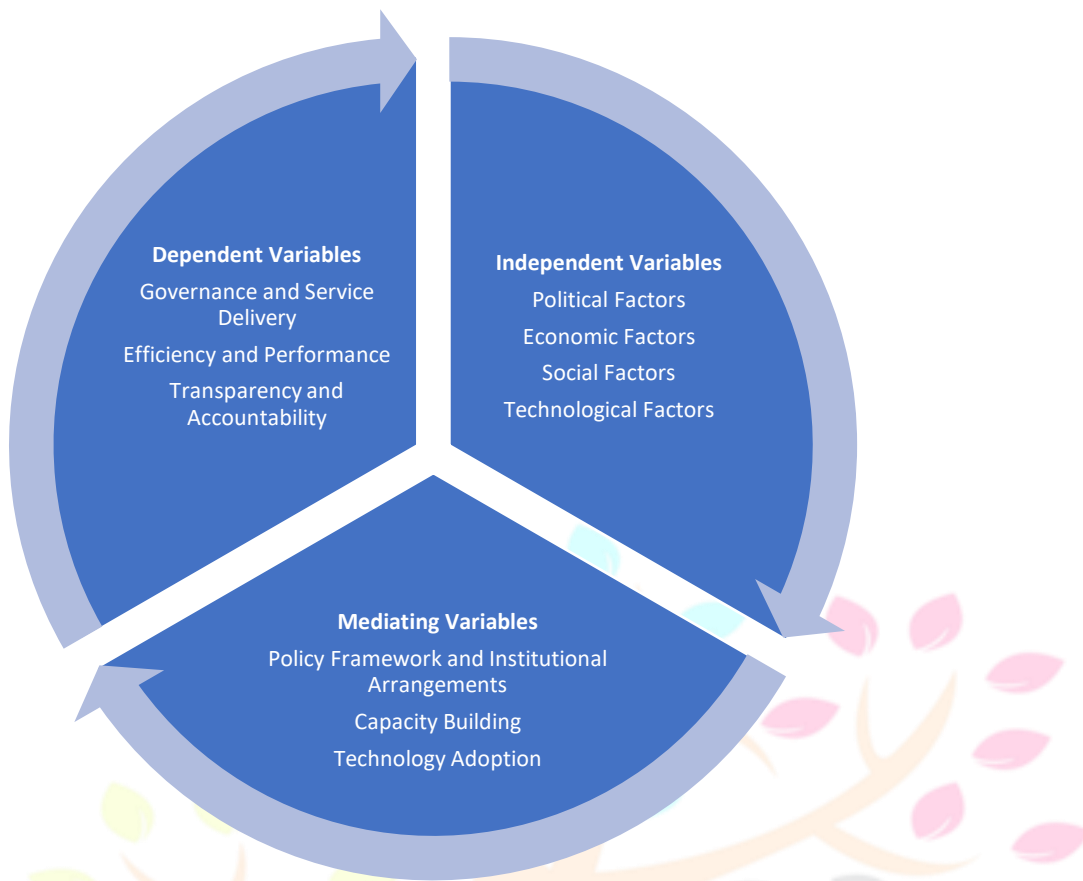 Dependent Variables
Governance and Service
Delivery
Efficiency and Performance
Transparency and
Accountability
Independent Variables
Political Factors
Economic Factors
Social Factors
Technological Factors
Mediating Variables
Policy Framework and Institutional
Arrangements
Capacity Building
Technology Adoption